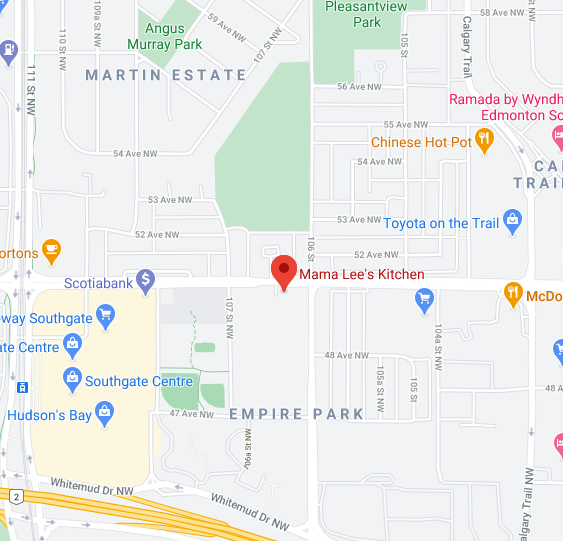 Pleasantview
Park
58 Ave NW
109a St NW
110 St NW
59 Ave NW
Angus
Murray Park
107 St NW
105 St
Calgary Trail
111 St NW
MARTIN ESTATE
56 Ave NW
Ramada by Wyndh
Edmonton So
55 Ave NW
Chinese Hot Pot
54 Ave NW
54 Ave NW
CA
TRAI
53 Ave NW
53 Ave NW
Toyota on the Trail
52 Ave NW
106 St
52 Ave NW
ortons
Scotiabank
$
Mama Lee's Kitchen
McDo
way Southgate
107 St NW
104a St NW
ate Centre
48 Ave NW
Southgate Centre
105a St NW
105 St
48 A
Hudson's Bay
47 Ave NW
EMPIRE PARK
106a St NW
Whitemud Dr NW
2
Whitemud Dr NW
algary Trail NW